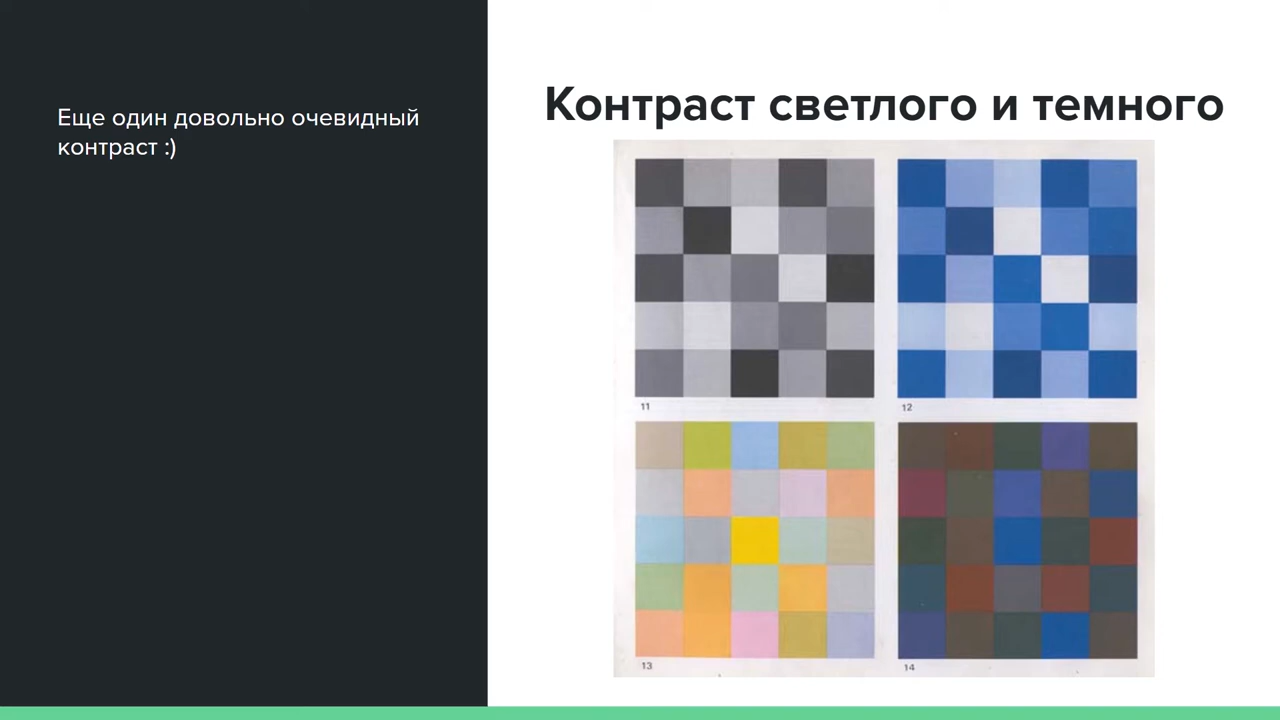 Еще один довольно очевидный
контраст :)
Контраст светлого и темного
11
12
13
14